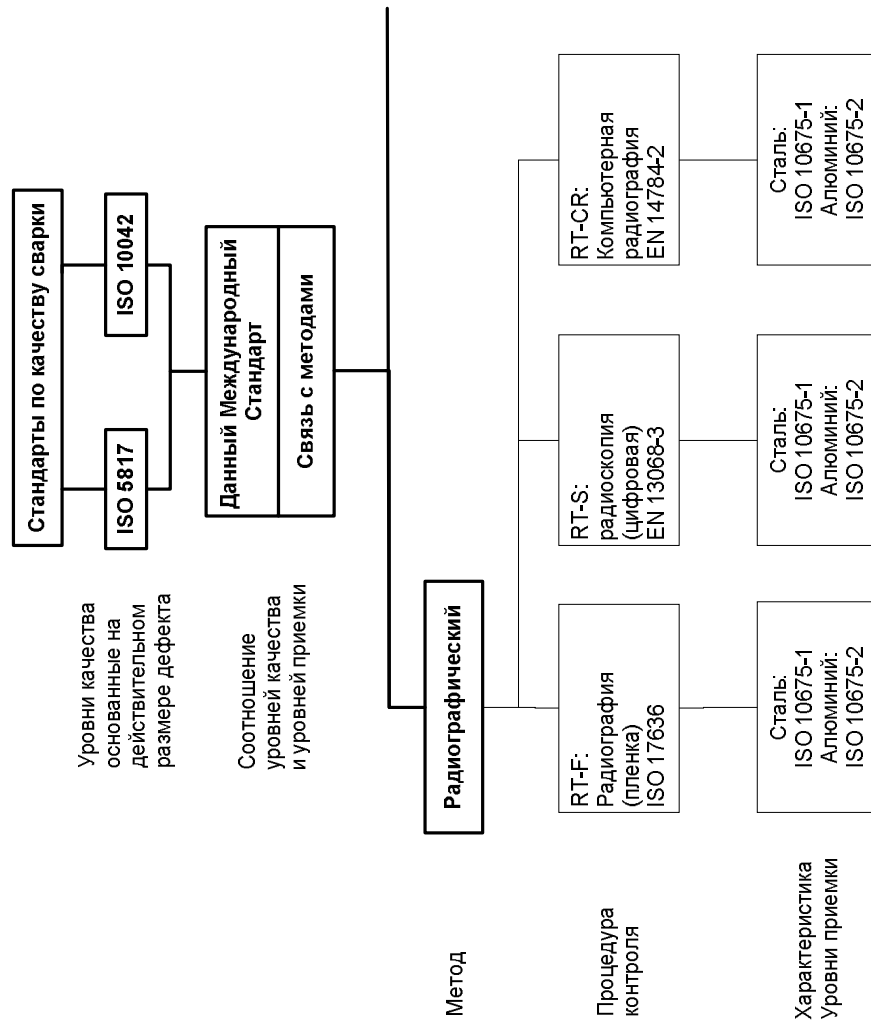 Стандарты по качеству сварки
Уровни качества
основанные на
действительном
размере дефекта
ISO 5817
ISO 10042
Соотношение
уровней качества
и уровней приемки
Данный Международный
Стандарт
Связь с методами
Метод
Радиографический
Процедура
контроля
RT-F:
Радиография
(пленка)
ISO 17636
RT-S:
радиоскопия
(цифровая)
EN 13068-3
RT-CR:
Компьютерная
радиография
EN 14784-2
Характеристика
Уровни приемки
Сталь:
ISO 10675-1
Алюминий:
ISO 10675-2
Сталь:
ISO 10675-1
Алюминий:
ISO 10675-2
Сталь:
ISO 10675-1
Алюминий:
ISO 10675-2